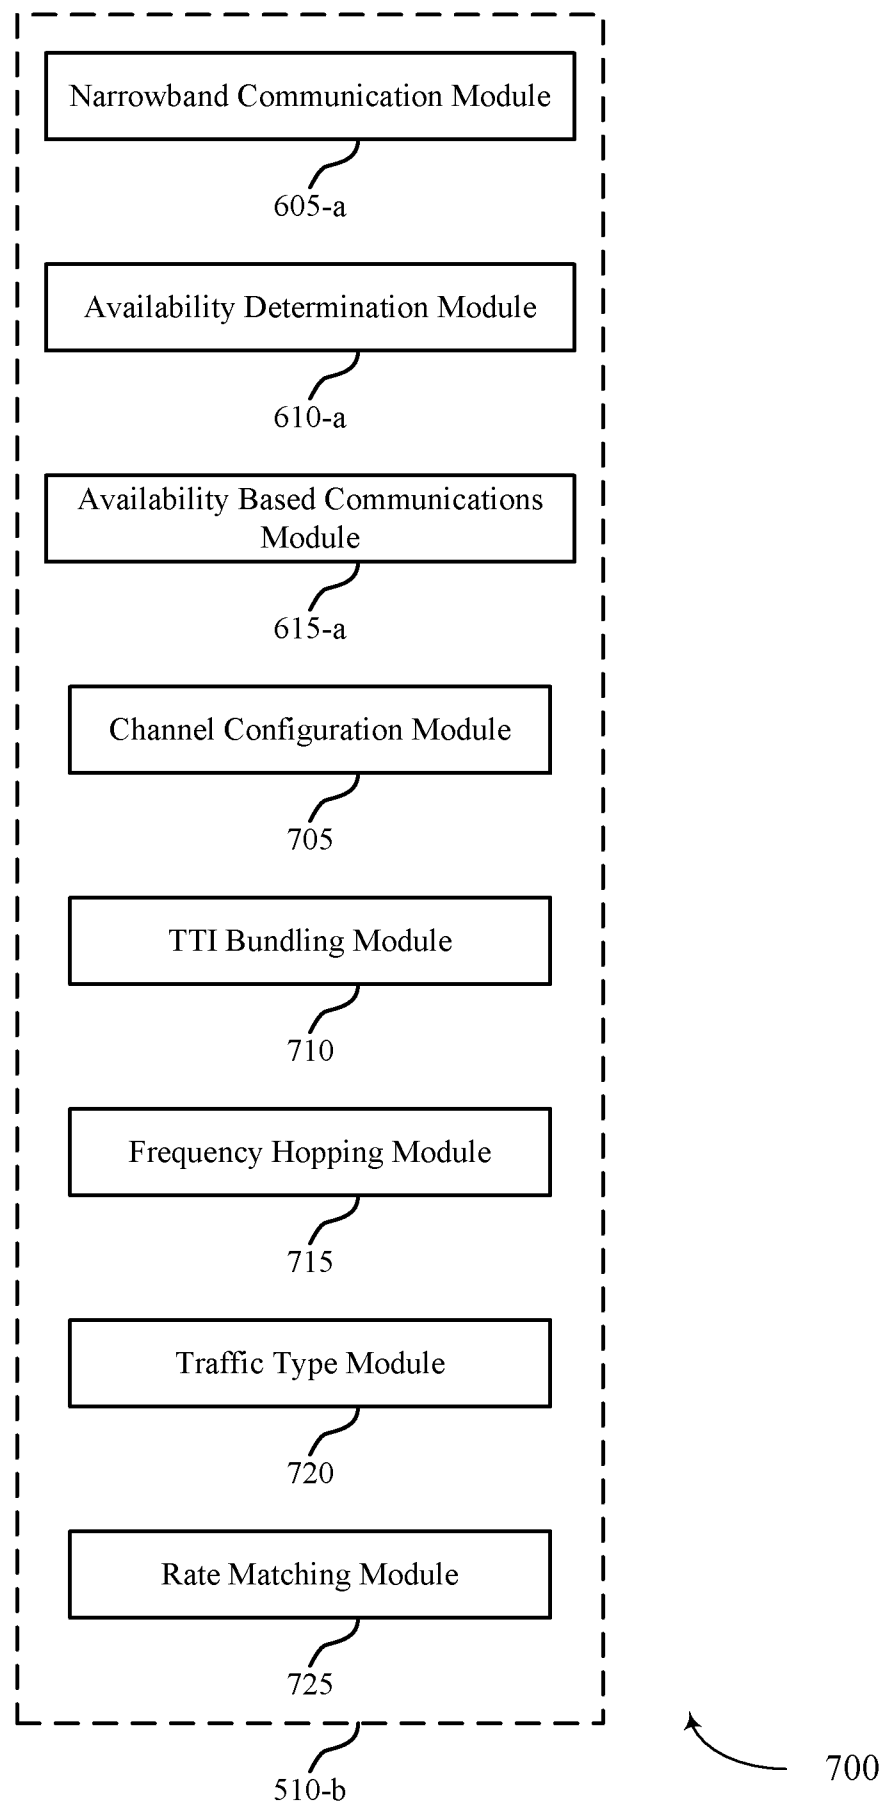 Narrowband Communication Module
605-a
Availability Determination Module
610-a
Availability Based Communications
Module
615-a
Channel Configuration Module
705
TTI Bundling Module
710
Frequency Hopping Module
715
Traffic Type Module
720
Rate Matching Module
725
510-b
700